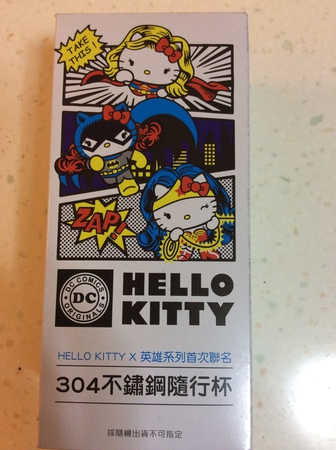 TAKE
THIS!
ZAP!
DC COMICS
DC
ORIGINALS
HELLO
KITTY
HELLO KITTY X 英雄系列首次聯名
304不鏽鋼隨行杯
採隨機出貨不可指定